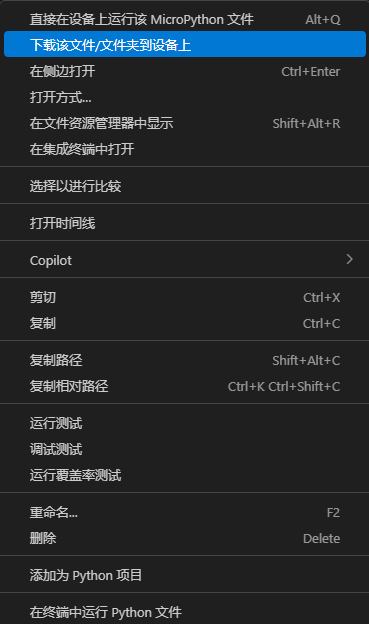 直接在设备上运行该 MicroPython 文件 Alt+Q
下载该文件/文件夹到设备上
在侧边打开 Ctrl+Enter
打开方式...
在文件资源管理器中显示 Shift+Alt+R
在集成终端中打开
选择以进行比较
打开时间线
Copilot
剪切 Ctrl+X
复制 Ctrl+C
复制路径 Shift+Alt+C
复制相对路径 Ctrl+K Ctrl+Shift+C
运行测试
调试测试
运行覆盖率测试
重命名... F2
删除 Delete
添加为 Python 项目
在终端中运行 Python 文件